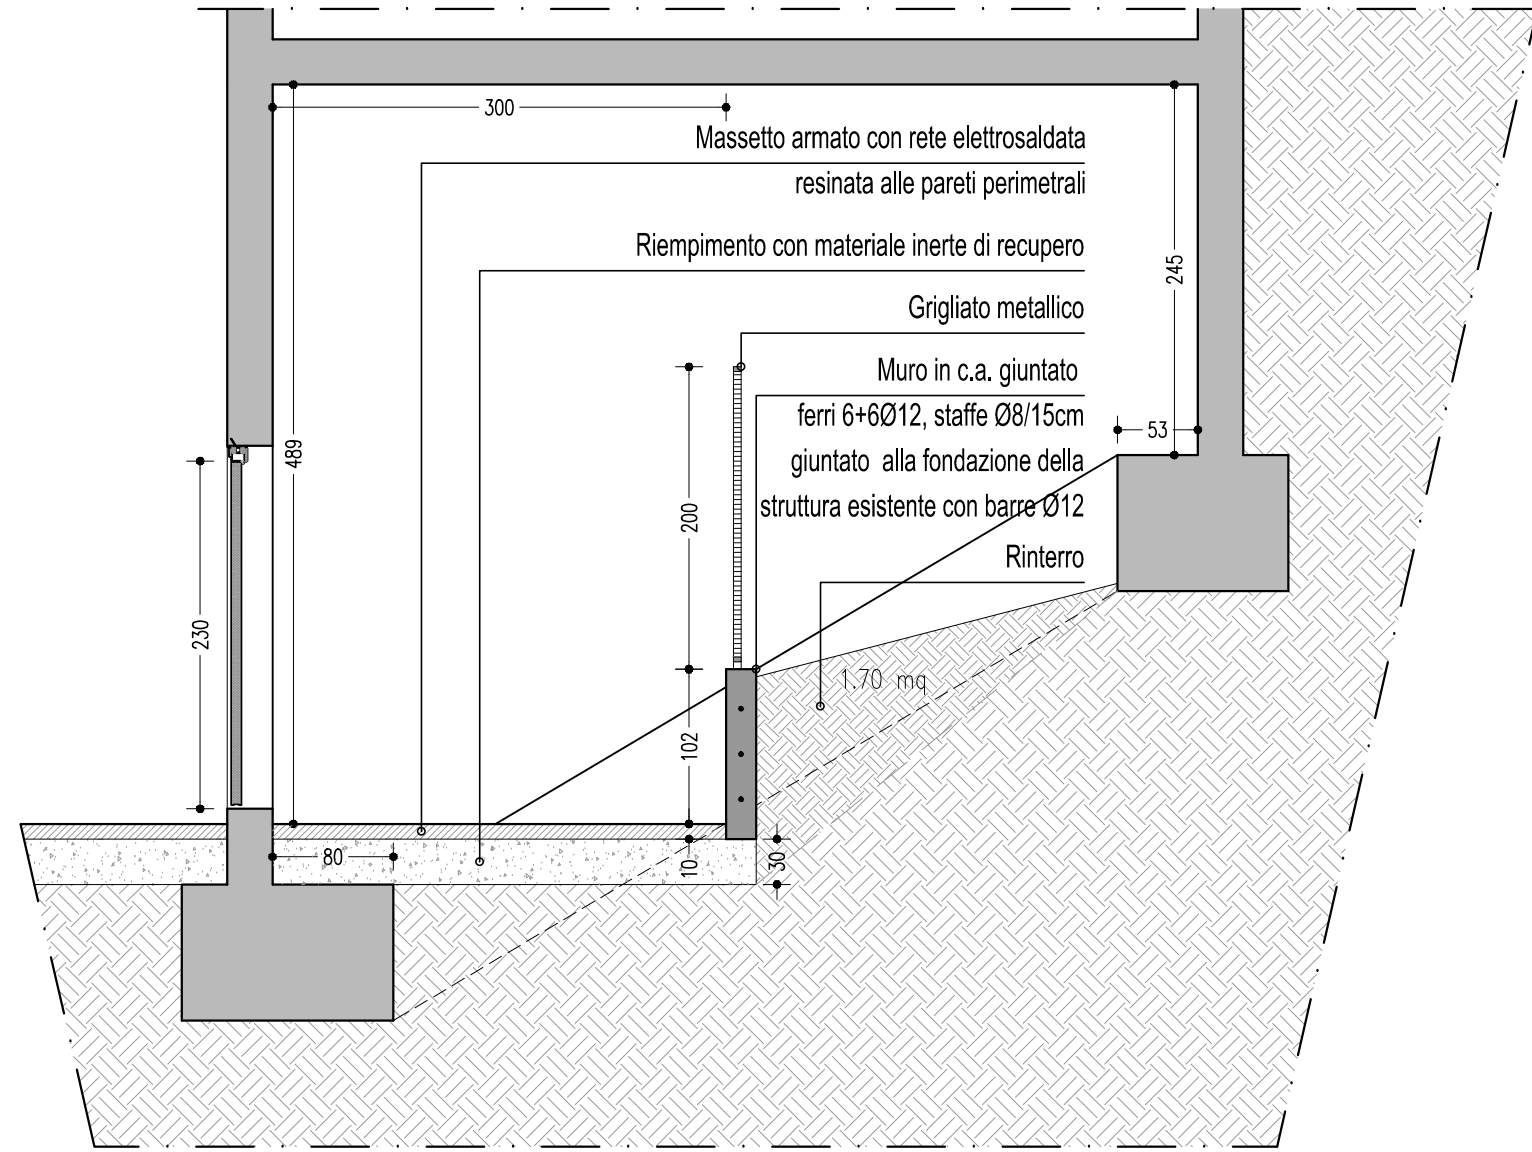 300
Massetto armato con rete elettrosaldata
resinata alle pareti perimetrali
Riempimento con materiale inerte di recupero
245
Grigliato metallico
Muro in c.a. giuntato
ferri 6+6Ø12, staffe Ø8/15cm
53
489
giuntato alla fondazione della
struttura esistente con barre Ø12
200
Rinterro
230
1.70 mq
102
80
10
30